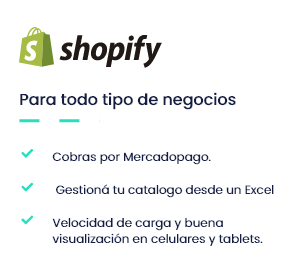 shopify
Para todo tipo de negocios
Cobras por Mercadopago.
Gestioná tu catalogo desde un Excel
Velocidad de carga y buena
visualización en celulares y tablets.